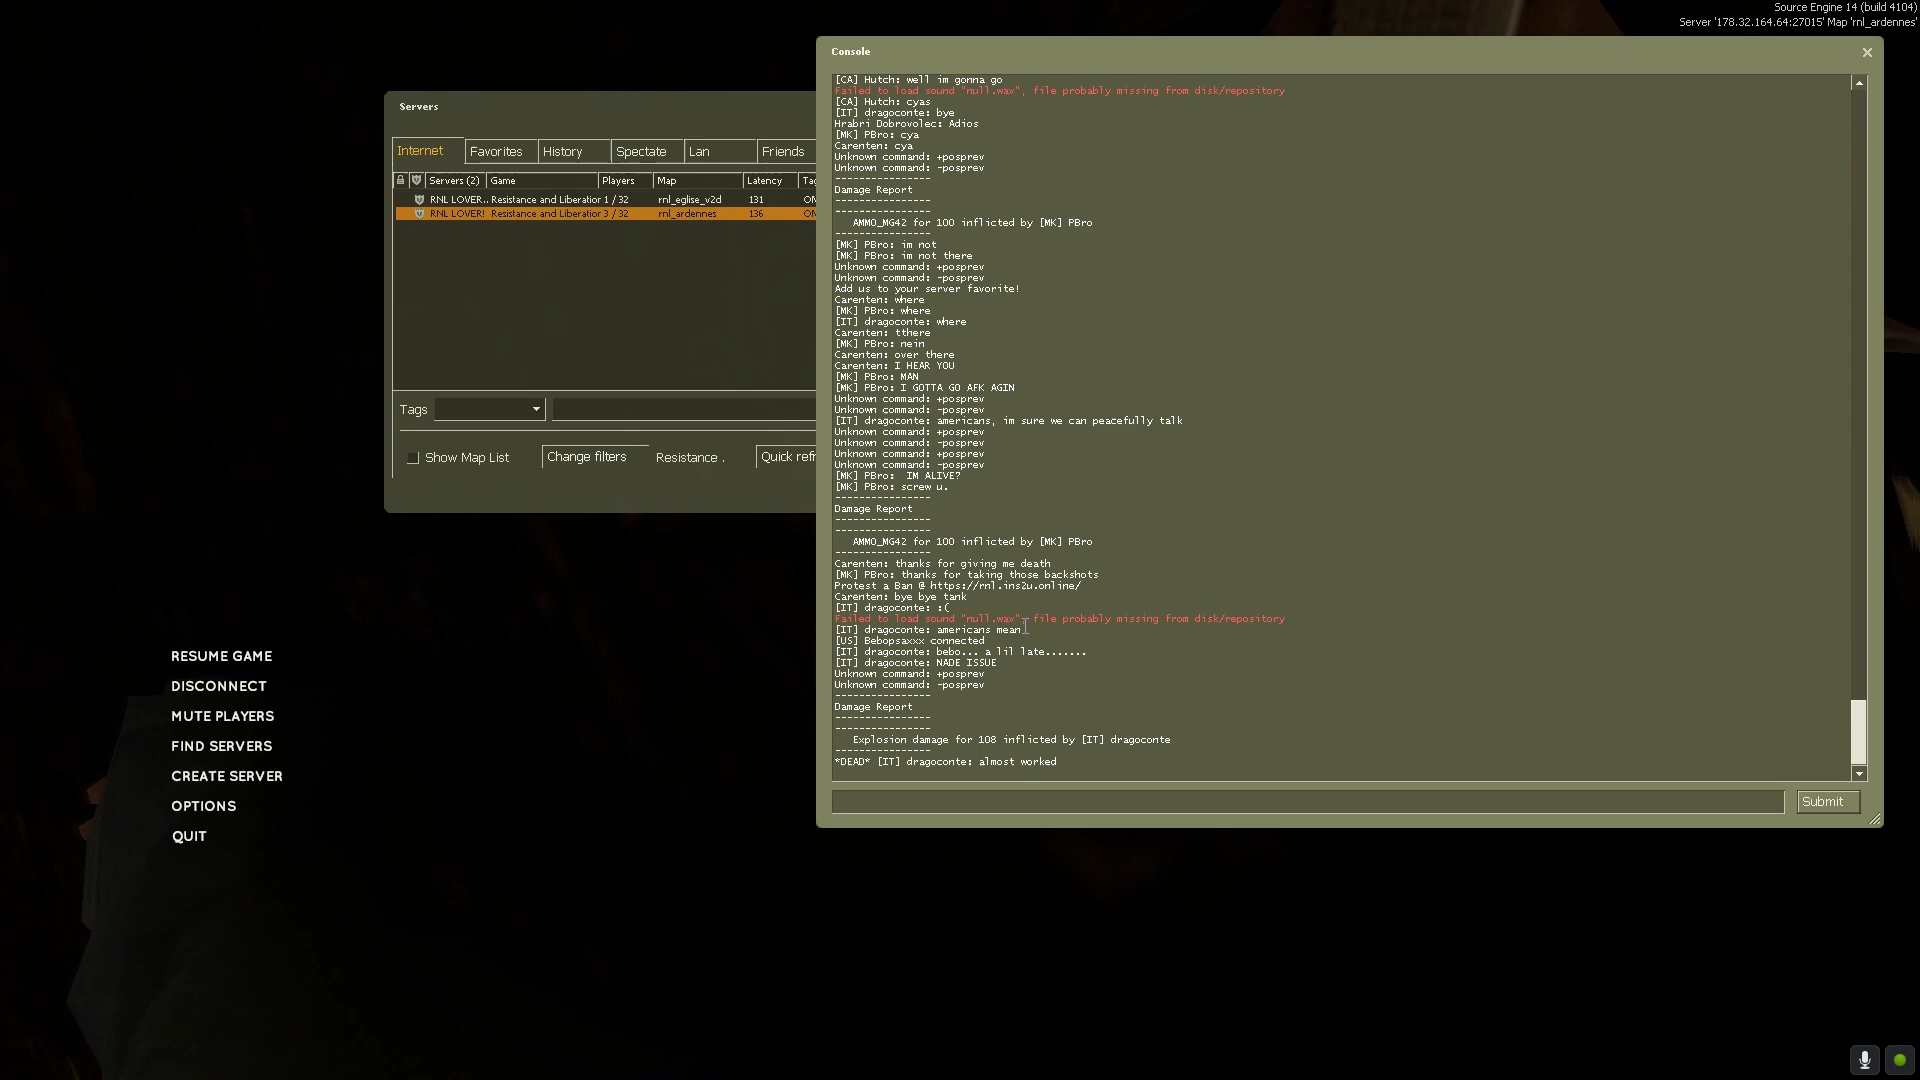 Source Engine 14 (build 4104)
Server '178.32.164.64:27015' Map 'rnl_ardennes'
Servers
Internet
Favorites
History
Spectate
Lan
Friends
Servers (2)
Game
Players
Map
Latency
RNL LOVER.. Resistance and Liberation 1 / 32 rnl_eglise_v2d 131
RNL LOVER! Resistance and Liberation 3 / 32 rnl_ardennes 136
Tags
Show Map List
Change filters
Resistance .
Console
[CA] Hutch: well im gonna go
Failed to load sound "null.wav", file probably missing from disk/repository
[CA] Hutch: cyas
[IT] dragoconte: bye
Hrabri Dobrovolec: Adios
[MK] PBro: cya
Carenten: cya
Unknown command: +posprev
Unknown command: -posprev
----------------
Damage Report
----------------
----------------
AMMO_MG42 for 100 inflicted by [MK] PBro
----------------
[MK] PBro: im not
[MK] PBro: im not there
Unknown command: +posprev
Unknown command: -posprev
Add us to your server favorite!
Carenten: where
[MK] PBro: where
[IT] dragoconte: where
Carenten: tthere
[MK] PBro: nein
Carenten: over there
Carenten: I HEAR YOU
[MK] PBro: MAN
[MK] PBro: I GOTTA GO AFK AGIN
Unknown command: +posprev
Unknown command: -posprev
[IT] dragoconte: americans, im sure we can peacefully talk
Unknown command: +posprev
Unknown command: -posprev
Unknown command: +posprev
Unknown command: -posprev
[MK] PBro:  IM ALIVE?
[MK] PBro: screw u.
----------------
Damage Report
----------------
----------------
AMMO_MG42 for 100 inflicted by [MK] PBro
----------------
Carenten: thanks for giving me death
[MK] PBro: thanks for taking those backshots
Protest a Ban @ https://rnl.ins2u.online/
Carenten: bye bye tank
[IT] dragoconte: :(
Failed to load sound "null.wav", file probably missing from disk/repository
[IT] dragoconte: americans mean
[US] Bebopsaxxx connected
[IT] dragoconte: bebo... a lil late.......
[IT] dragoconte: NADE ISSUE
Unknown command: +posprev
Unknown command: -posprev
----------------
Damage Report
----------------
----------------
Explosion damage for 108 inflicted by [IT] dragoconte
----------------
*DEAD* [IT] dragoconte: almost worked
Submit
RESUME GAME
DISCONNECT
MUTE PLAYERS
FIND SERVERS
CREATE SERVER
OPTIONS
QUIT